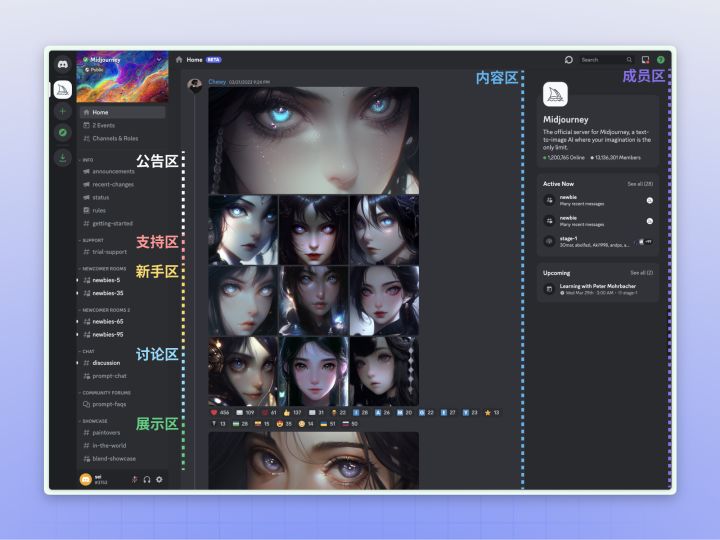 Midjourney
Public
Home
2 Events
Channels & Roles
INFO
公告区
announcements
recent-changes
status
rules
getting-started
SUPPORT
支持区
trial-support
NEWCOMER ROOMS
新手区
newbies-5
newbies-35
NEWCOMER ROOMS 2
newbies-65
newbies-95
CHAT
讨论区
discussion
prompt-chat
COMMUNITY FORUMS
prompt-faqs
SHOWCASE
展示区
paintovers
in-the-world
blend-showcase
sei
#3153
Home BETA
Search
内容区
成员区
Chewy 03/21/2023 9:26 PM
456 109 61 137 31 22 28 26 20 22 27 23 13
13 28 15 35 14 51 50
Midjourney
The official server for Midjourney, a text-
to-image AI where your imagination is the
only limit.
1,200,765 Online 13,136,301 Members
Active Now See all (28)
newbie
Many recent messages
newbie
Many recent messages
stage-1
Upcoming See all (2)
Learning with Peter Mohrbacher
Wed Mar 29th · 3:00 AM · stage-1